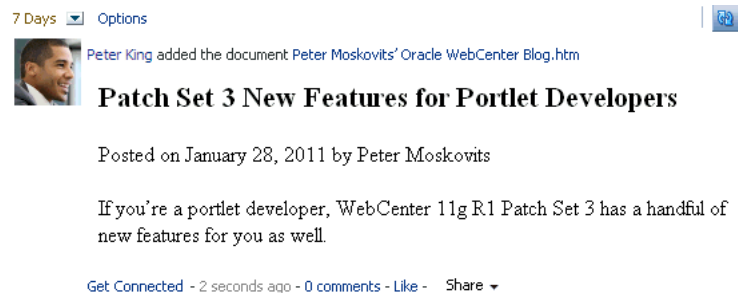 7 Days Options
Peter King added the document Peter Moskovits' Oracle WebCenter Blog.htm
Patch Set 3 New Features for Portlet Developers
Posted on January 28, 2011 by Peter Moskovits
If you're a portlet developer, WebCenter 11g R1 Patch Set 3 has a handful of
new features for you as well.
Get Connected - 2 seconds ago - 0 comments - Like - Share